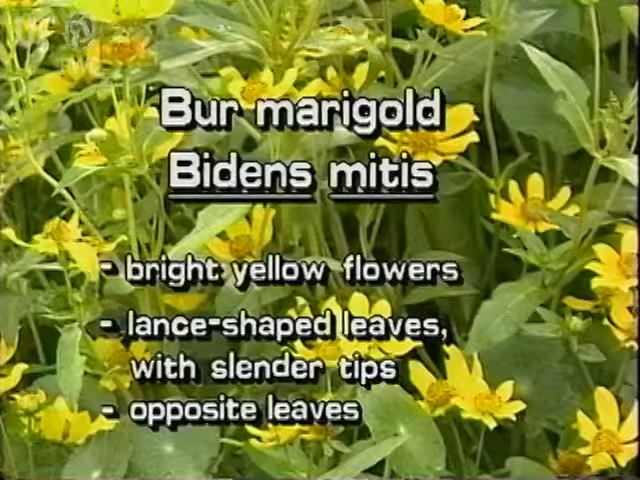 Bur marigold
Bidens mitis
- bright yellow flowers
- lance-shaped leaves,
with slender tips
- opposite leaves